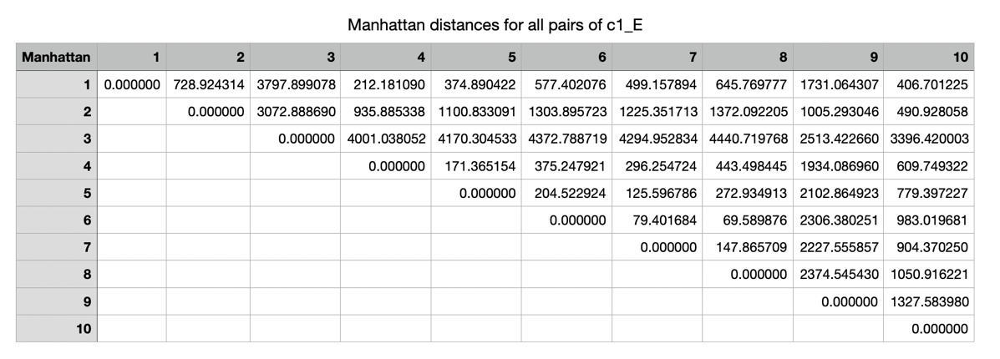 Manhattan distances for all pairs of c1_E
Manhattan 1 2 3 4 5 6 7 8 9 10
1 0.000000 728.924314 3797.899078 212.181090 374.890422 577.402076 499.157894 645.769777 1731.064307 406.701225
2 0.000000 3072.888690 935.885338 1100.833091 1303.895723 1225.351713 1372.092205 1005.293046 490.928058
3 0.000000 4001.038052 4170.304533 4372.788719 4294.952834 4440.719768 2513.422660 3396.420003
4 0.000000 171.365154 375.247921 296.254724 443.498445 1934.086960 609.749322
5 0.000000 204.522924 125.596786 272.934913 2102.864923 779.397227
6 0.000000 79.401684 69.589876 2306.380251 983.019681
7 0.000000 147.865709 2227.555857 904.370250
8 0.000000 2374.545430 1050.916221
9 0.000000 1327.583980
10 0.000000